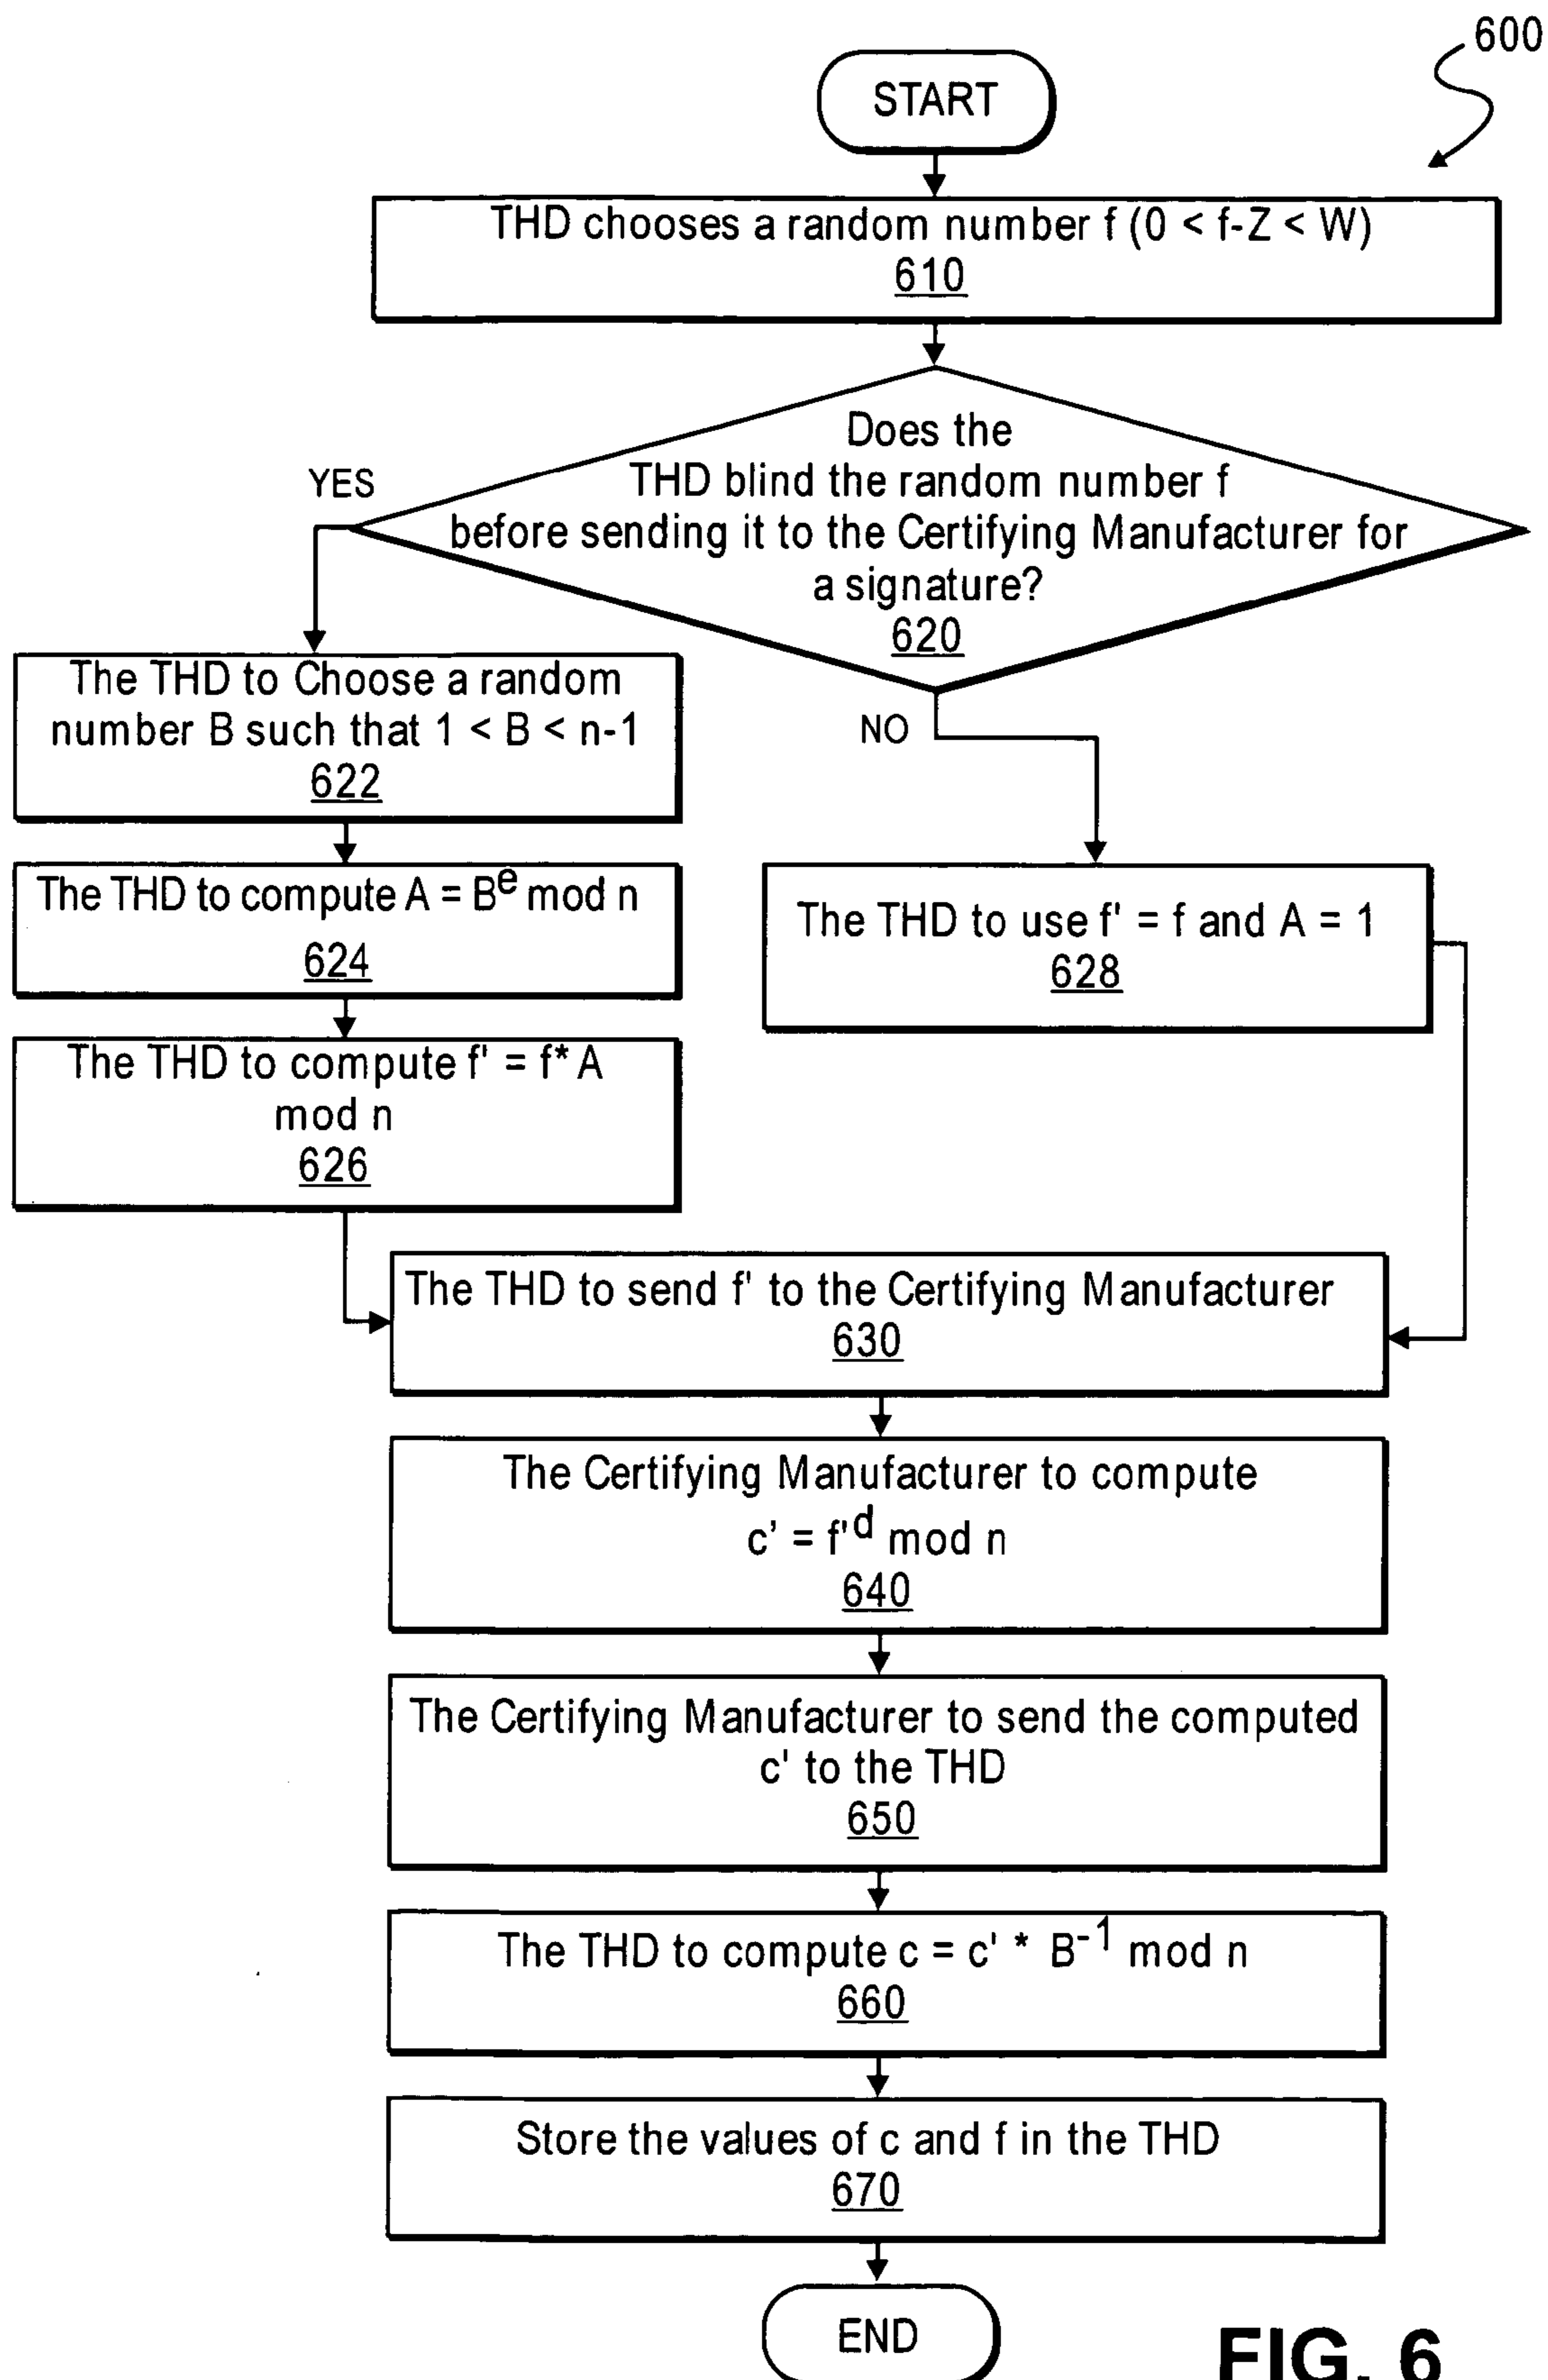 600
START
THD chooses a random number f (0 < f-Z < W)
610
Does the
THD blind the random number f
before sending it to the Certifying Manufacturer for
a signature?
620
YES
NO
The THD to Choose a random
number B such that 1 < B < n-1
622
The THD to compute A = B^e mod n
624
The THD to use f' = f and A = 1
628
The THD to compute f' = f* A
mod n
626
The THD to send f' to the Certifying Manufacturer
630
The Certifying Manufacturer to compute
c' = f'^d mod n
640
The Certifying Manufacturer to send the computed
c' to the THD
650
The THD to compute c = c' * B^-1 mod n
660
Store the values of c and f in the THD
670
END
FIG. 6